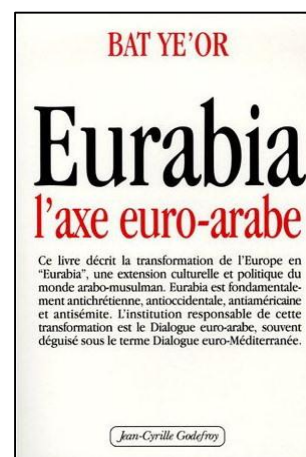 BAT YE'OR
Eurabia
l'axe euro-arabe
Ce livre décrit la transformation de l'Europe en
"Eurabia", une extension culturelle et politique du
monde arabo-musulman. Eurabia est fondamentale-
ment antichrétienne, antioccidentale, antiaméricaine
et antisémite. L'institution responsable de cette
transformation est le Dialogue euro-arabe, souvent
déguisé sous le terme Dialogue euro-Méditerranée.
Jean-Cyrille Godefroy